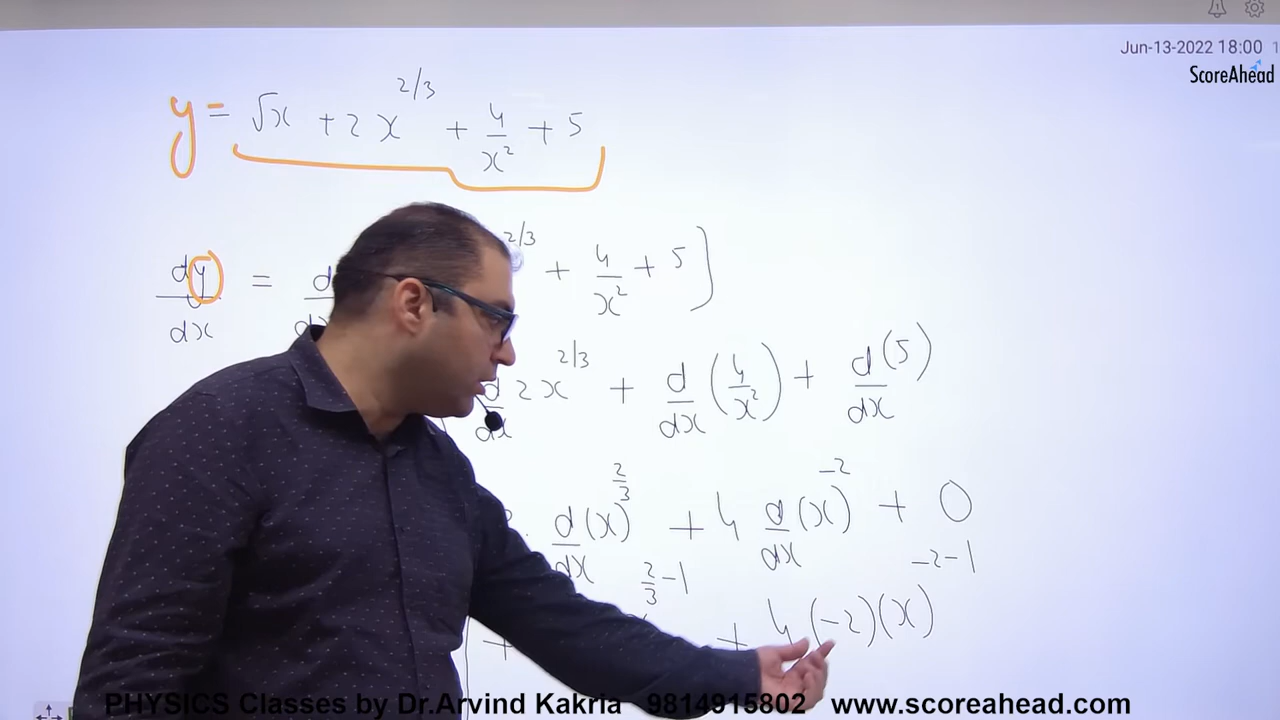 Jun-13-2022 18:00 1
ScoreAhead
y = √x + 2x^{2/3} + 4/x² + 5
dy/dx = d 2/3 + 4/x² + 5]
d/dx 2x^{2/3} + d/dx (4/x²) + d/dx (5)
d/dx (x)^{2/3} + 4 d/dx (x)^{-2} + 0
+ 2/3 -1 + 4 (-2)(x)^{-2-1}
PHYSICS Classes by Dr.Arvind Kakria 9814915802 www.scoreahead.com